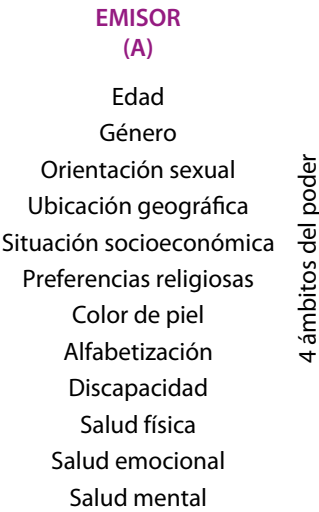 EMISOR
(A)
Edad
Género
Orientación sexual
Ubicación geográfica
Situación socioeconómica
Preferencias religiosas
Color de piel
Alfabetización
Discapacidad
Salud física
Salud emocional
Salud mental
4 ámbitos del poder